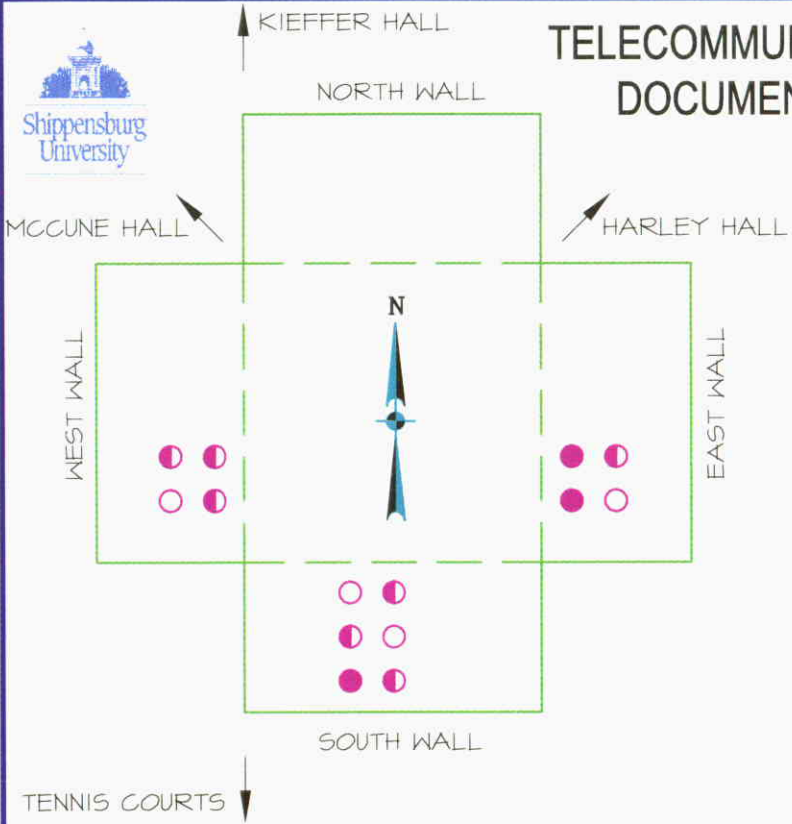 KIEFFER HALL
TELECOMMU
DOCUMEN
NORTH WALL
Shippensburg
University
MCCUNE HALL
HARLEY HALL
N
WEST WALL
EAST WALL
SOUTH WALL
TENNIS COURTS